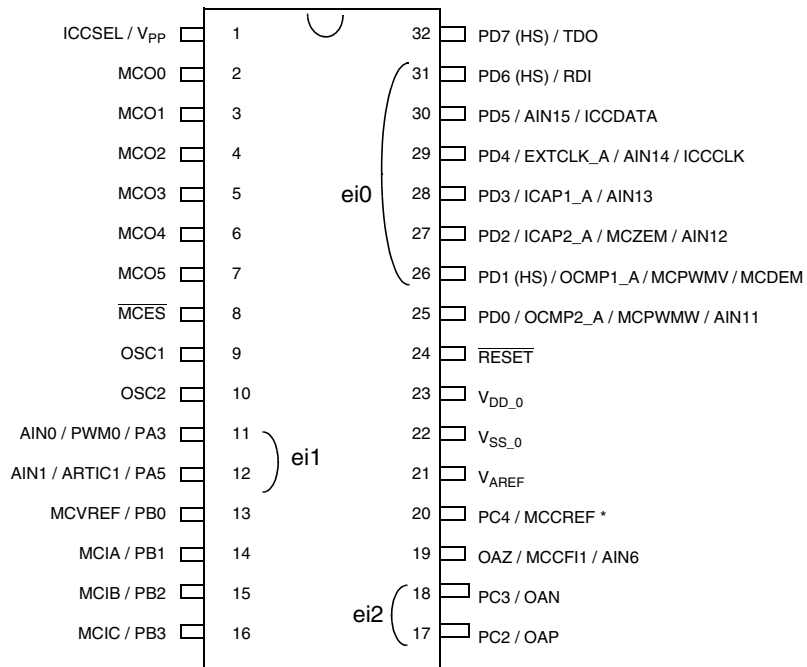 ICCSEL / VPP 1 32 PD7 (HS) / TDO
MCO0 2 31 PD6 (HS) / RDI
MCO1 3 30 PD5 / AIN15 / ICCDATA
MCO2 4 29 PD4 / EXTCLK_A / AIN14 / ICCCLK
MCO3 5 ei0 28 PD3 / ICAP1_A / AIN13
MCO4 6 27 PD2 / ICAP2_A / MCZEM / AIN12
MCO5 7 26 PD1 (HS) / OCMP1_A / MCPWMV / MCDEM
MCES 8 25 PD0 / OCMP2_A / MCPWMW / AIN11
OSC1 9 24 RESET
OSC2 10 23 VDD_0
AIN0 / PWM0 / PA3 11 ei1 22 VSS_0
AIN1 / ARTIC1 / PA5 12 21 VAREF
MCVREF / PB0 13 20 PC4 / MCCREF *
MCIA / PB1 14 19 OAZ / MCCFI1 / AIN6
MCIB / PB2 15 ei2 18 PC3 / OAN
MCIC / PB3 16 17 PC2 / OAP